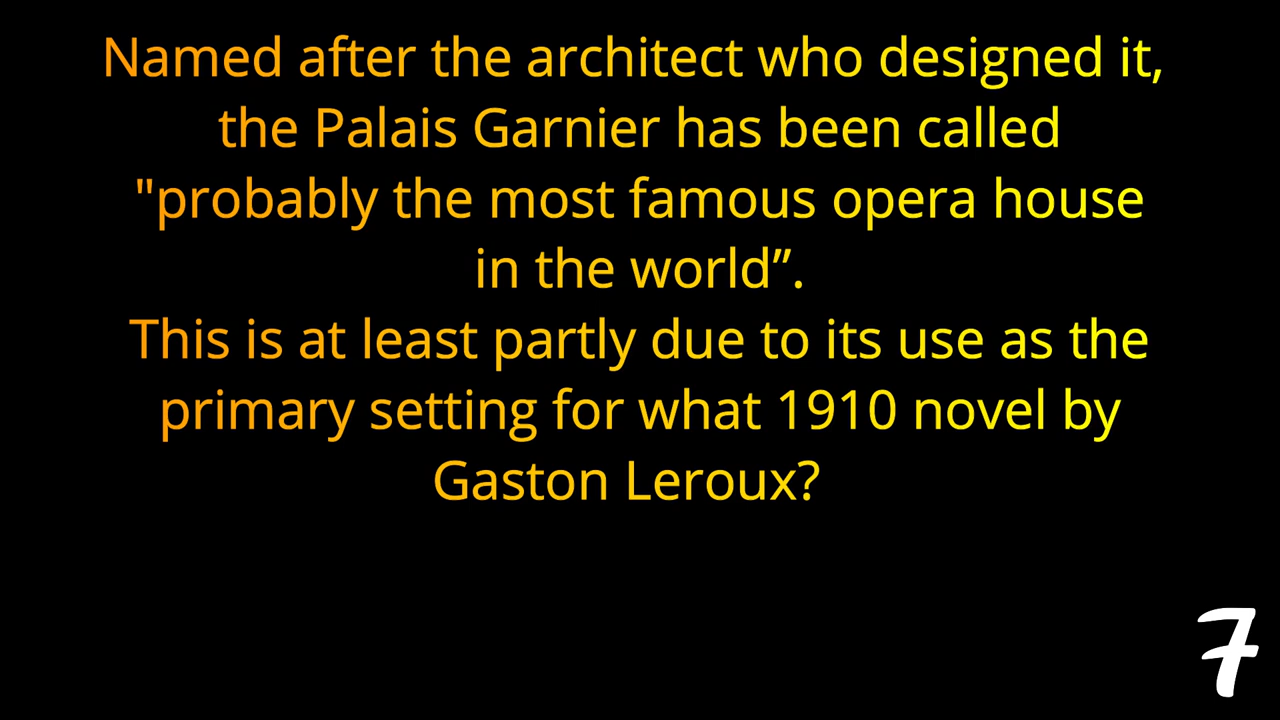 Named after the architect who designed it,
the Palais Garnier has been called
"probably the most famous opera house
in the world”.
This is at least partly due to its use as the
primary setting for what 1910 novel by
Gaston Leroux?
7